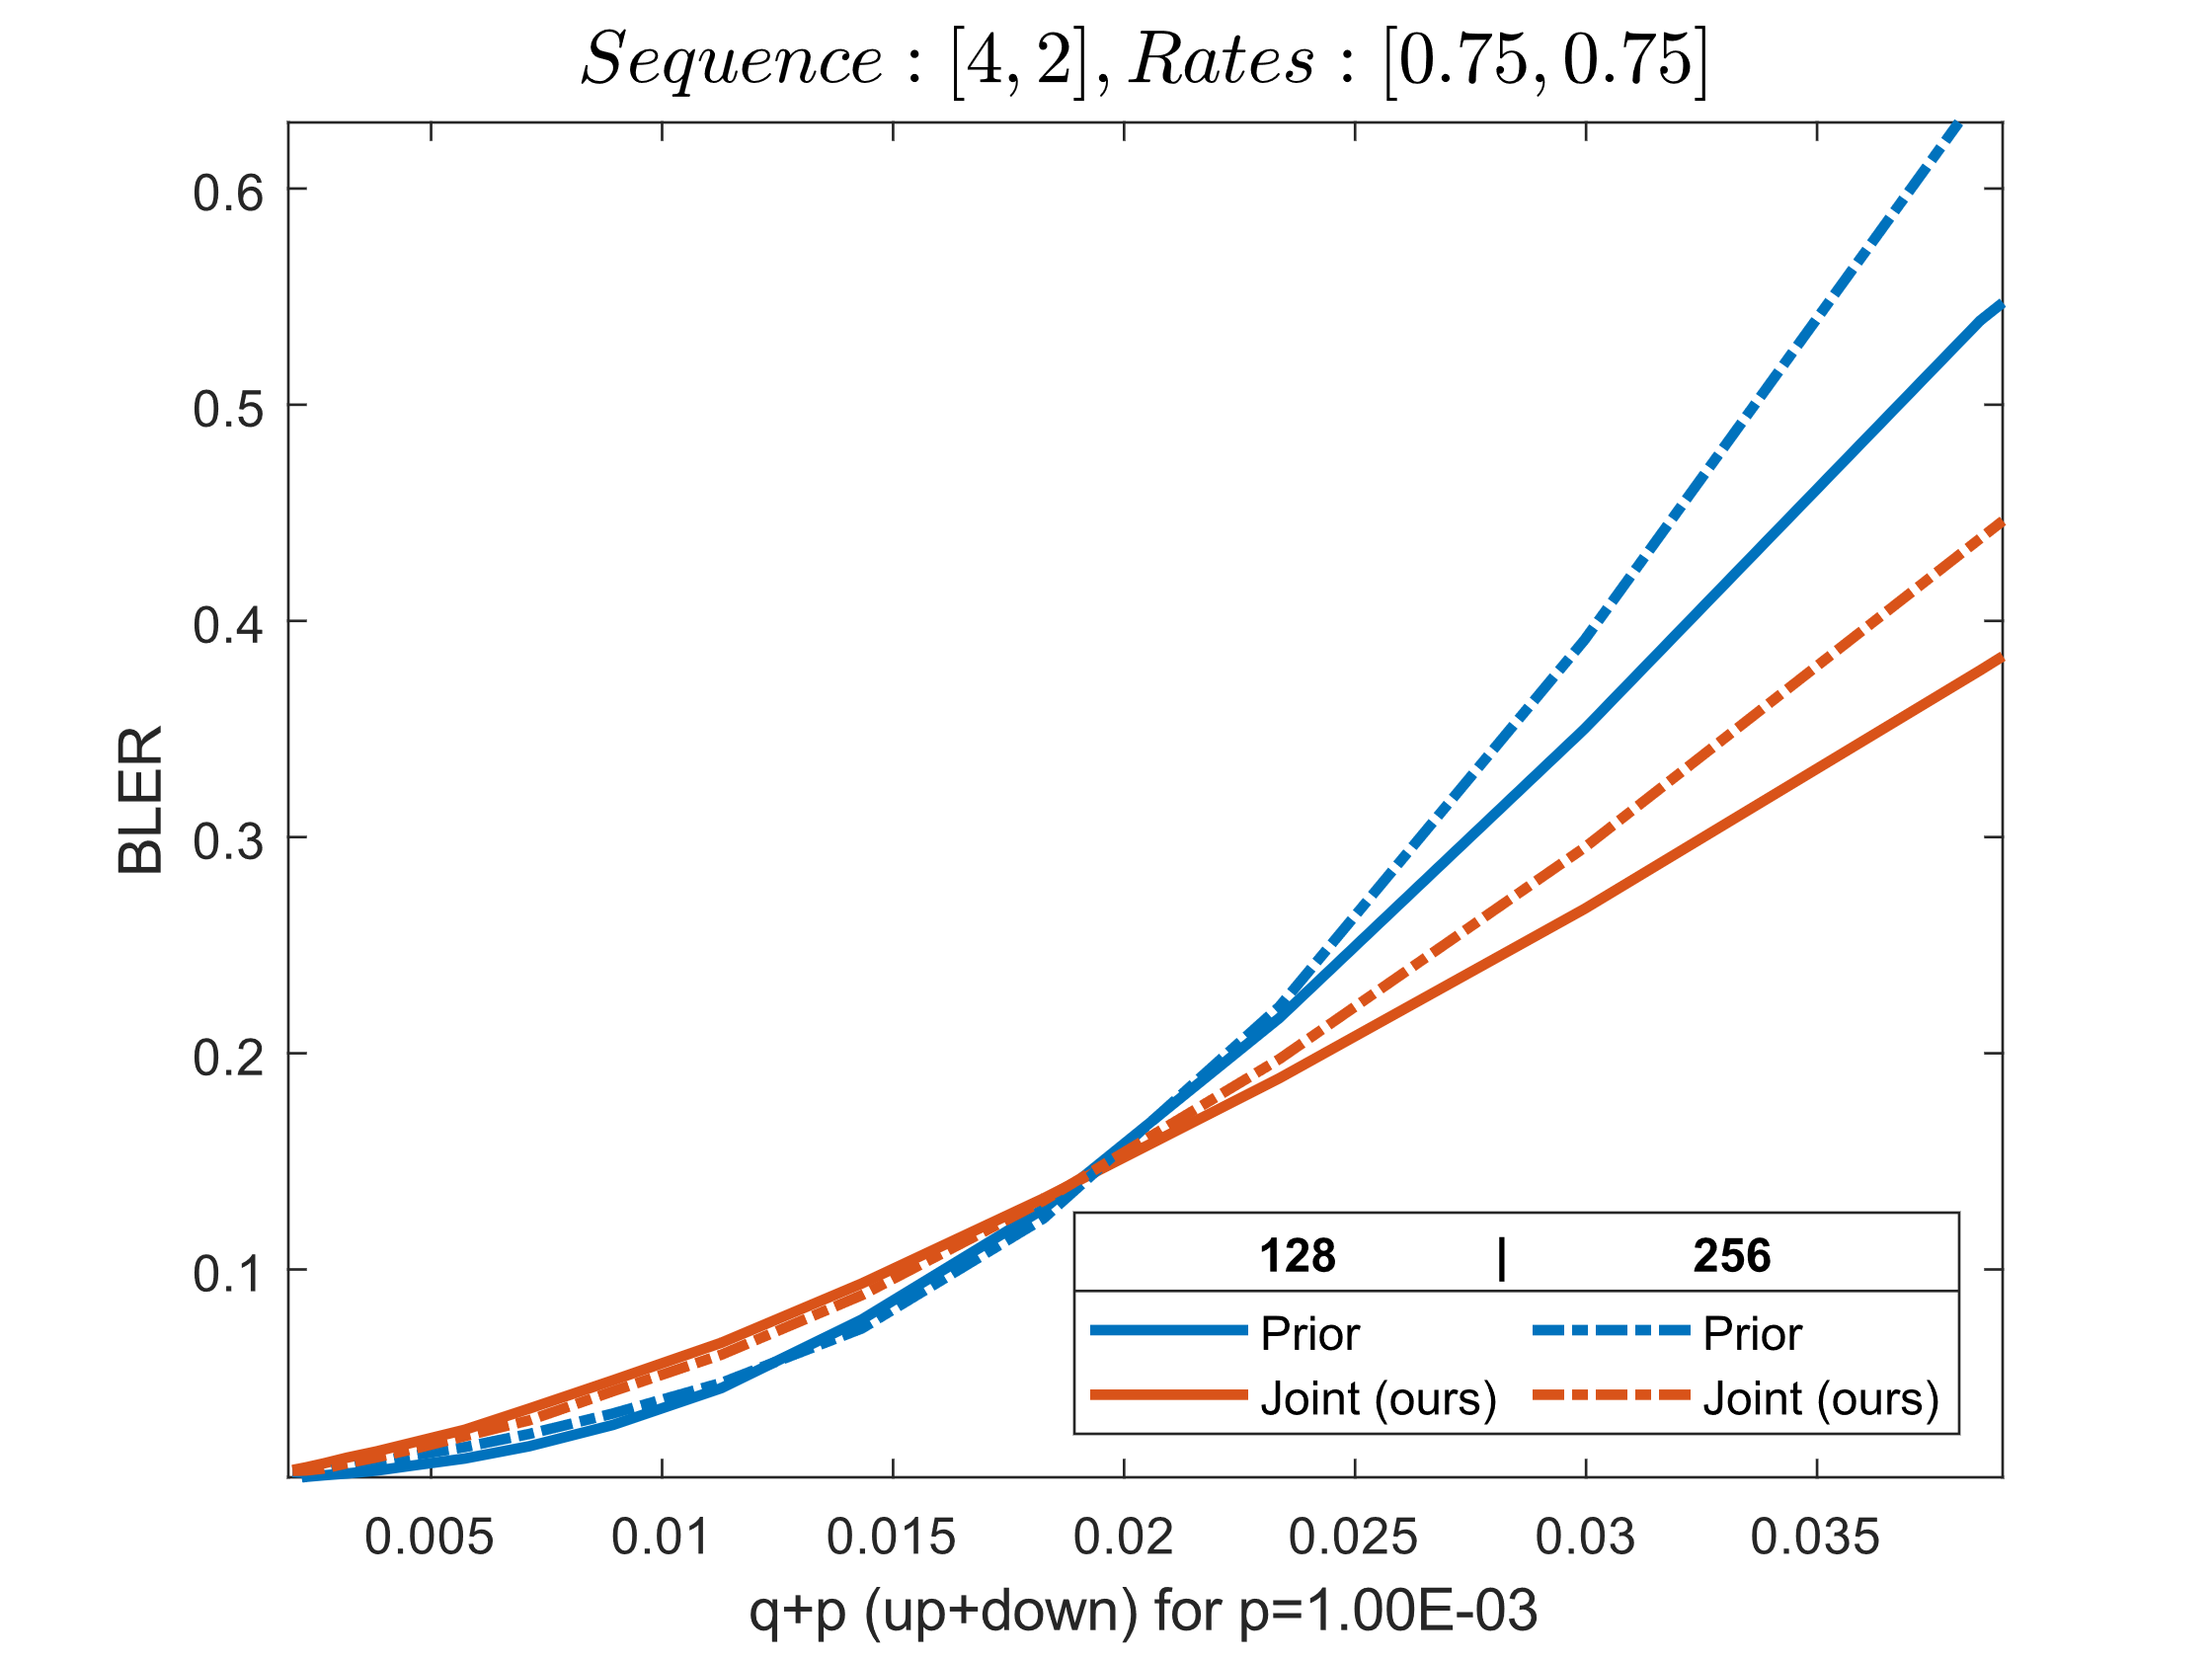 Sequence : [4, 2], Rates : [0.75, 0.75]
0.6
0.5
0.4
0.3
0.2
0.1
BLER
0.005 0.01 0.015 0.02 0.025 0.03 0.035
q+p (up+down) for p=1.00E-03
128 | 256
Prior Prior
Joint (ours) Joint (ours)